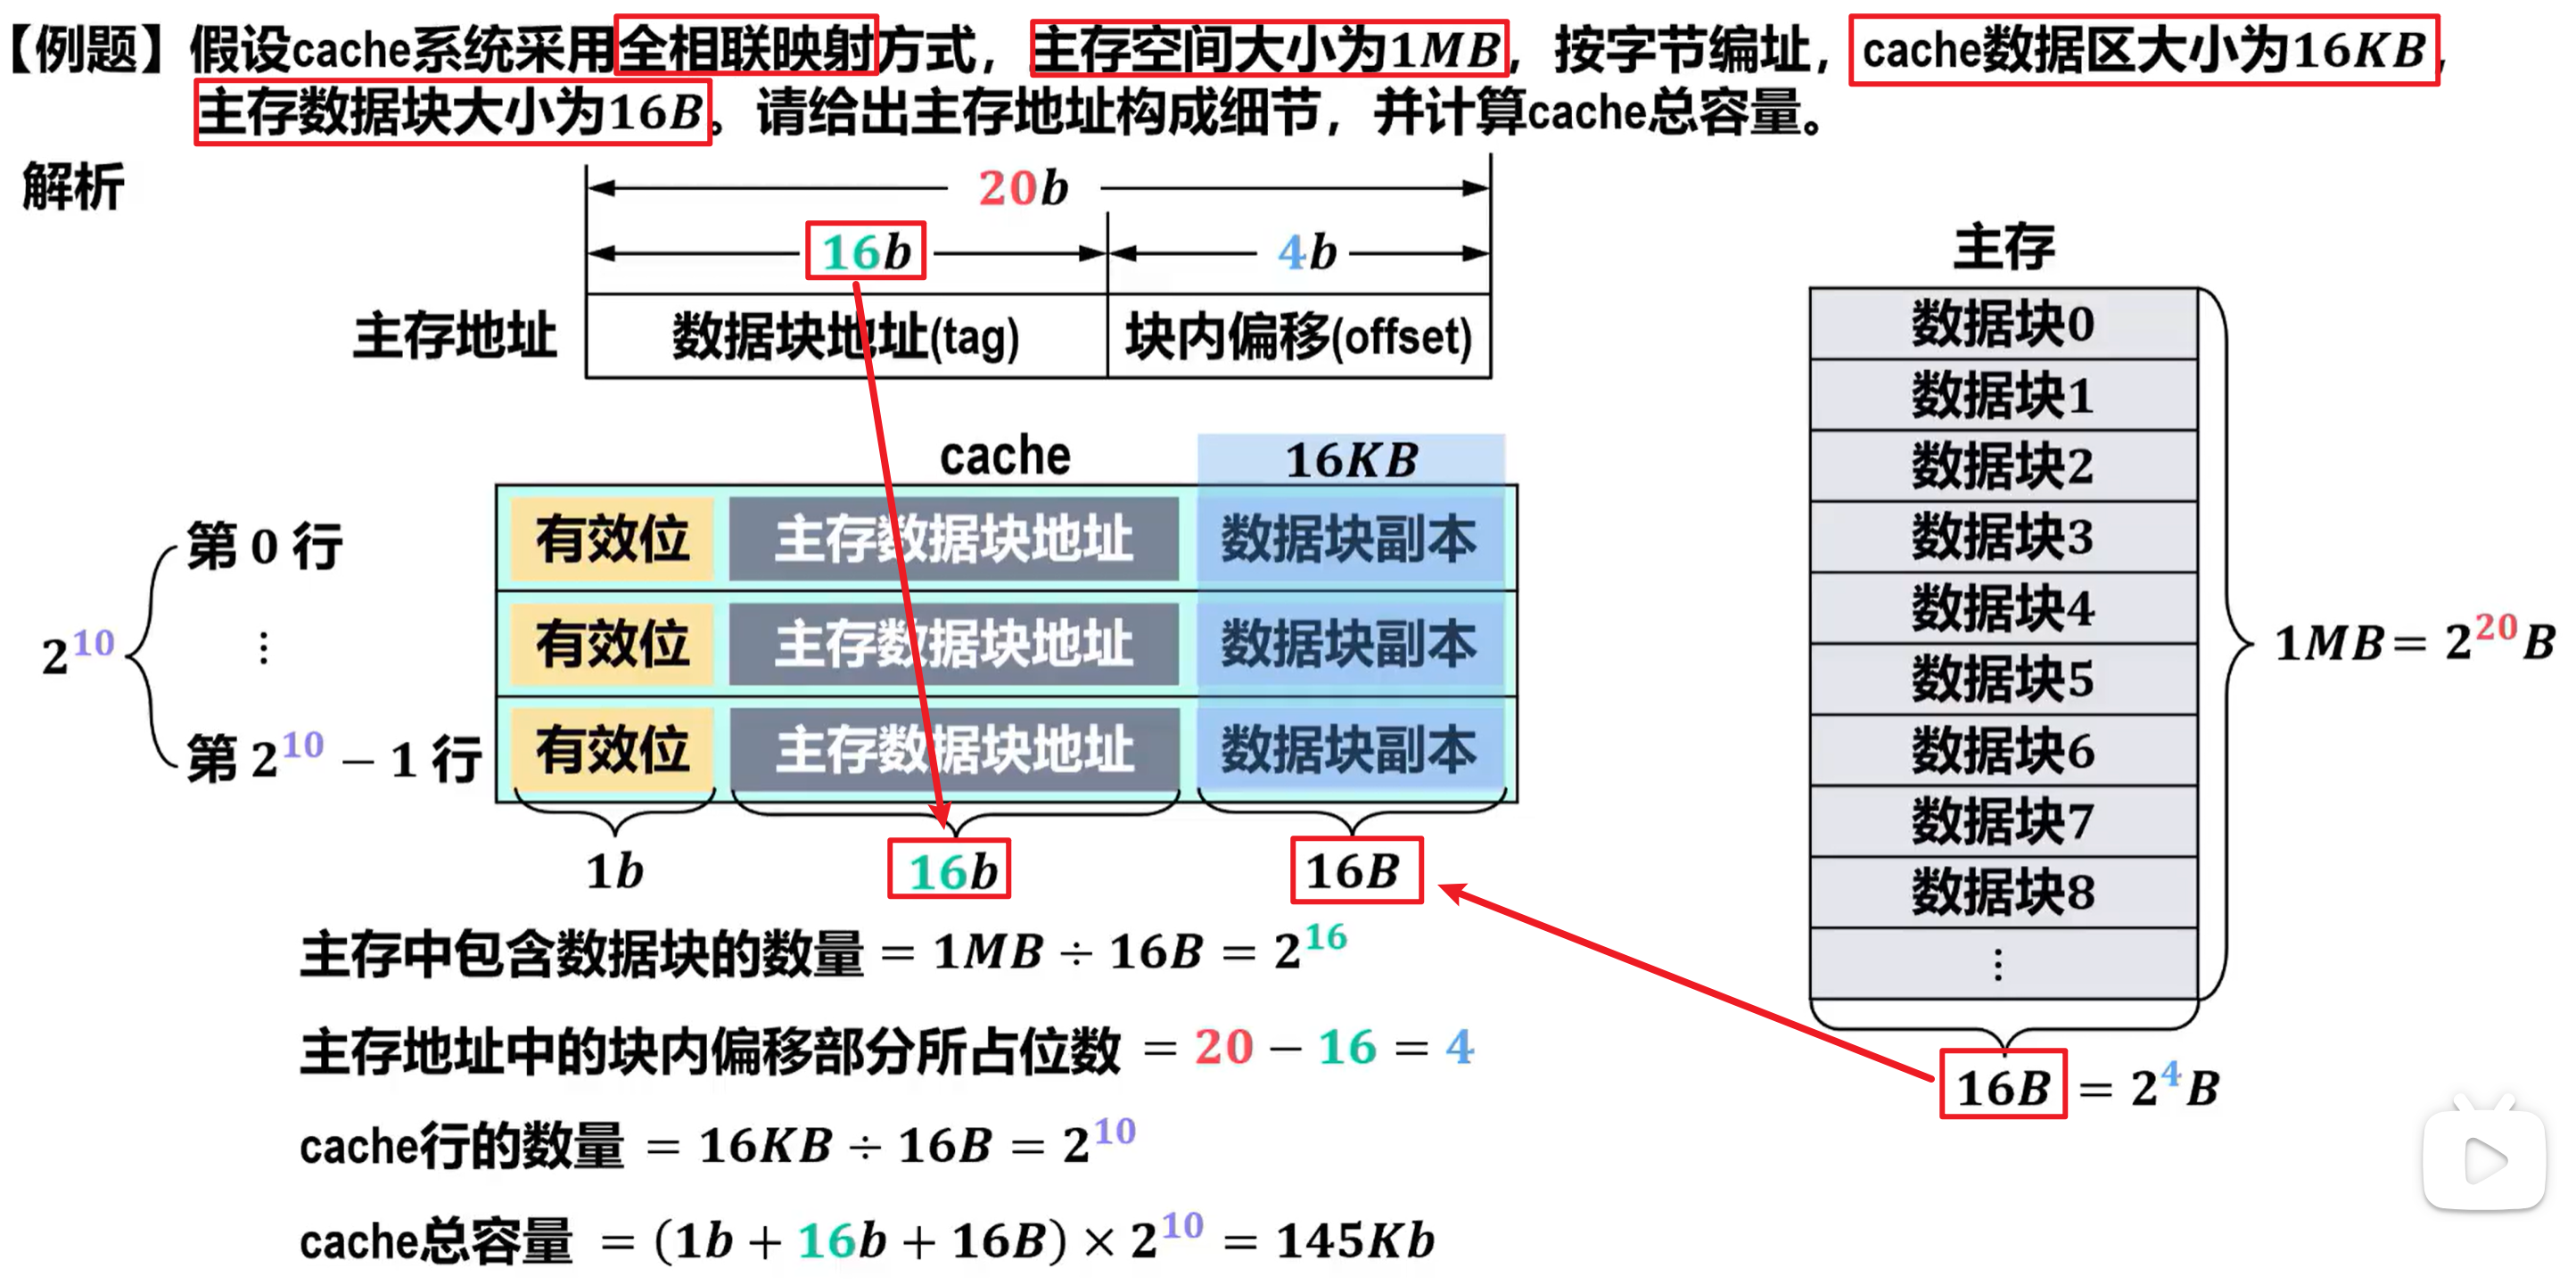 【例题】假设cache系统采用全相联映射方式，主存空间大小为1MB，按字节编址，cache数据区大小为16KB，
主存数据块大小为16B。请给出主存地址构成细节，并计算cache总容量。
解析
20b
16b 4b
主存地址 数据块地址(tag) 块内偏移(offset)
cache 16KB
2^10
第 0 行 有效位 主存数据块地址 数据块副本
⋮ 有效位 主存数据块地址 数据块副本
第 2^10 − 1 行 有效位 主存数据块地址 数据块副本
1b 16b 16B
主存
数据块0
数据块1
数据块2
数据块3
数据块4
数据块5
数据块6
数据块7
数据块8
⋮
1MB = 2^20 B
16B = 2^4 B
主存中包含数据块的数量 = 1MB ÷ 16B = 2^16
主存地址中的块内偏移部分所占位数 = 20 − 16 = 4
cache行的数量 = 16KB ÷ 16B = 2^10
cache总容量 = (1b + 16b + 16B) × 2^10 = 145Kb